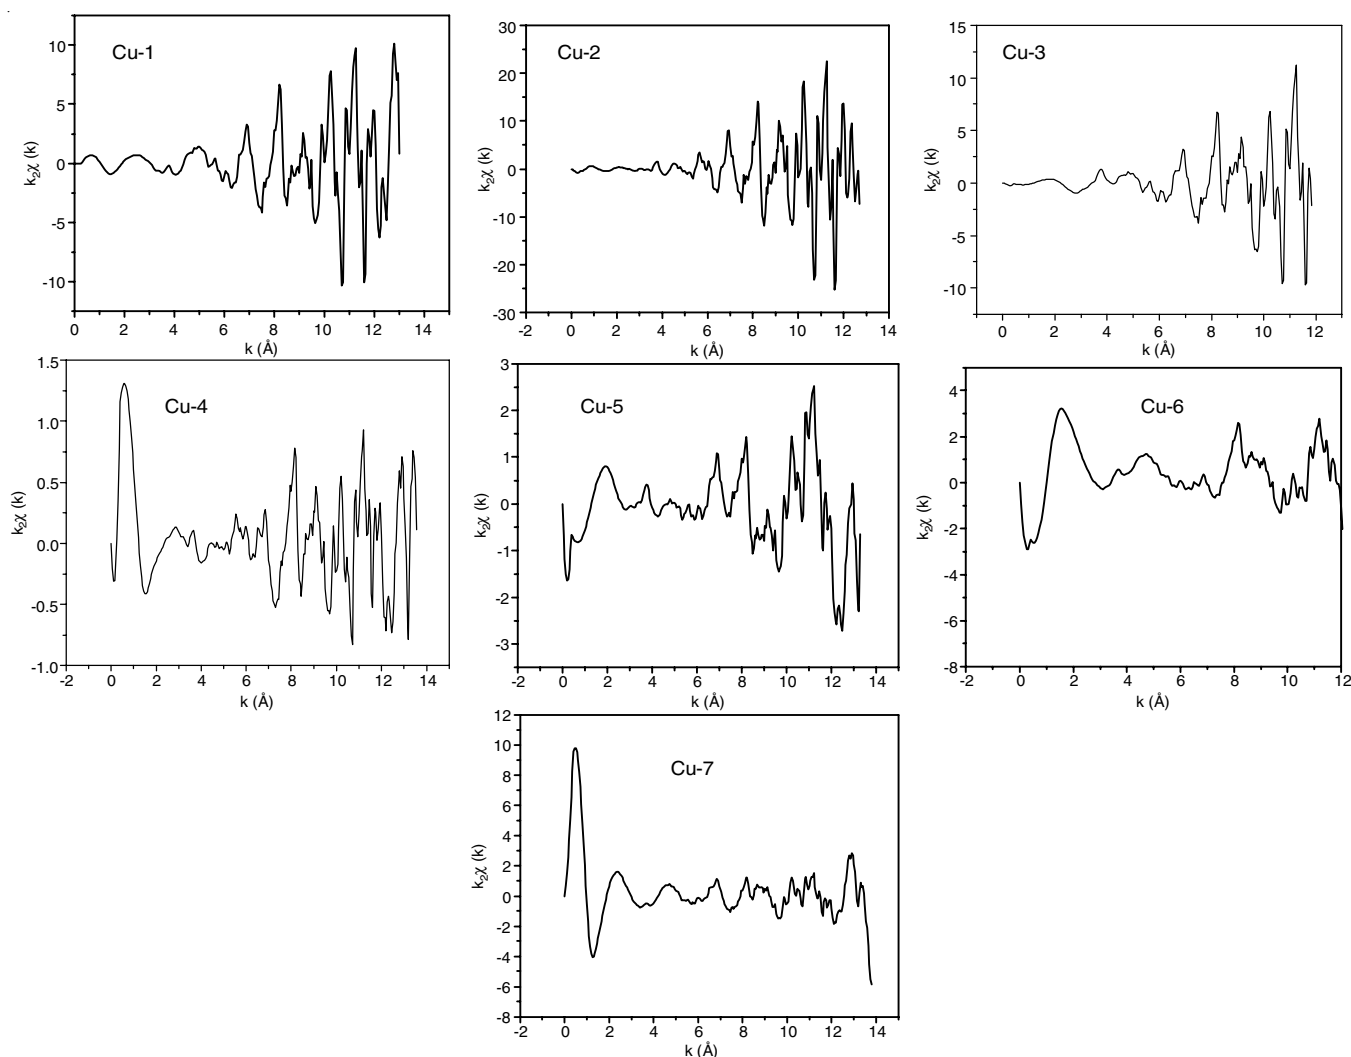 Cu-1
k₂χ (k)
10
5
0
-5
-10
0 2 4 6 8 10 12 14
k (Å)
Cu-2
k₂χ (k)
30
20
10
0
-10
-20
-30
-2 0 2 4 6 8 10 12 14
k (Å)
Cu-3
k₂χ (k)
15
10
5
0
-5
-10
0 2 4 6 8 10 12
k (Å)
Cu-4
k₂χ (k)
1.5
1.0
0.5
0.0
-0.5
-1.0
-2 0 2 4 6 8 10 12 14
k (Å)
Cu-5
k₂χ (k)
3
2
1
0
-1
-2
-3
-2 0 2 4 6 8 10 12 14
k (Å)
Cu-6
k₂χ (k)
4
2
0
-2
-4
-6
-8
-2 0 2 4 6 8 10 12
k (Å)
Cu-7
k₂χ (k)
12
10
8
6
4
2
0
-2
-4
-6
-8
-2 0 2 4 6 8 10 12 14
k (Å)